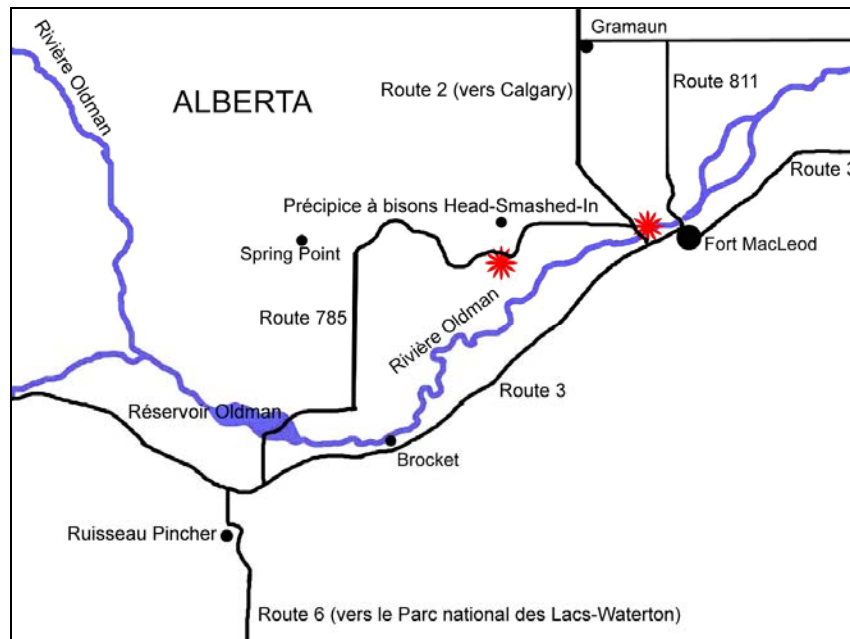 Gramaun
Rivière Oldman
Route 2 (vers Calgary)
Route 811
ALBERTA
Route 3
Précipice à bisons Head-Smashed-In
Spring Point
Fort MacLeod
Route 785
Rivière Oldman
Route 3
Réservoir Oldman
Brocket
Ruisseau Pincher
Route 6 (vers le Parc national des Lacs-Waterton)